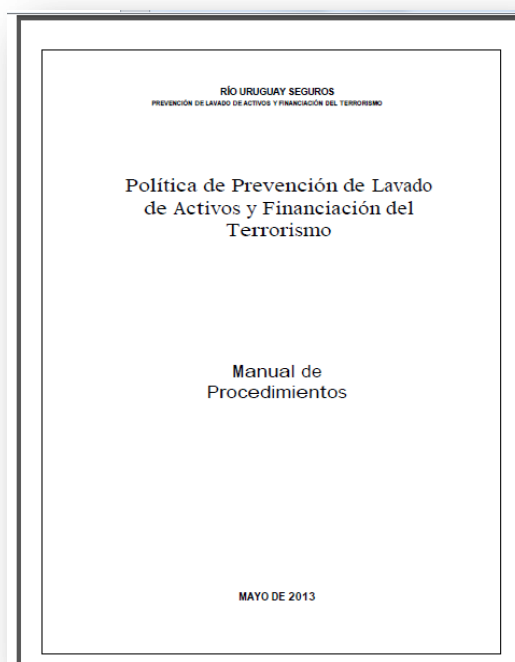 RÍO URUGUAY SEGUROS
PREVENCIÓN DE LAVADO DE ACTIVOS Y FINANCIACIÓN DEL TERRORISMO
Política de Prevención de Lavado
de Activos y Financiación del
Terrorismo
Manual de
Procedimientos
MAYO DE 2013